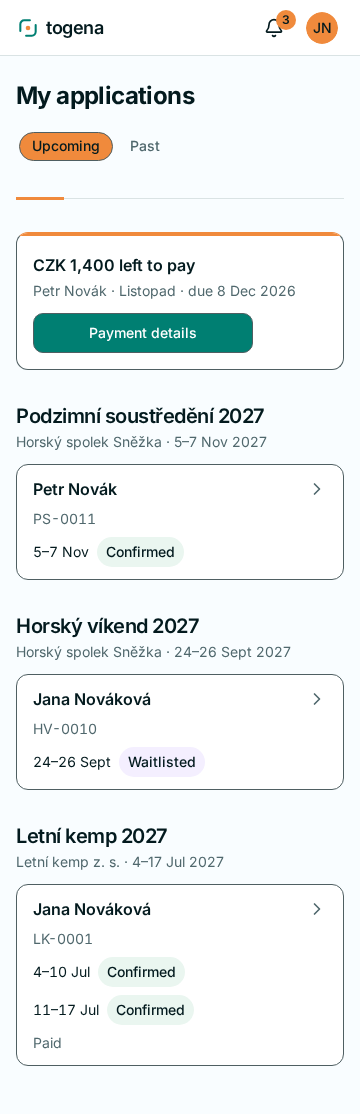 togena
3
JN
My applications
Upcoming
Past
CZK 1,400 left to pay
Petr Novák · Listopad · due 8 Dec 2026
Payment details
Podzimní soustředění 2027
Horský spolek Sněžka · 5–7 Nov 2027
Petr Novák
PS-0011
5–7 Nov Confirmed
Horský víkend 2027
Horský spolek Sněžka · 24–26 Sept 2027
Jana Nováková
HV-0010
24–26 Sept Waitlisted
Letní kemp 2027
Letní kemp z. s. · 4–17 Jul 2027
Jana Nováková
LK-0001
4–10 Jul Confirmed
11–17 Jul Confirmed
Paid